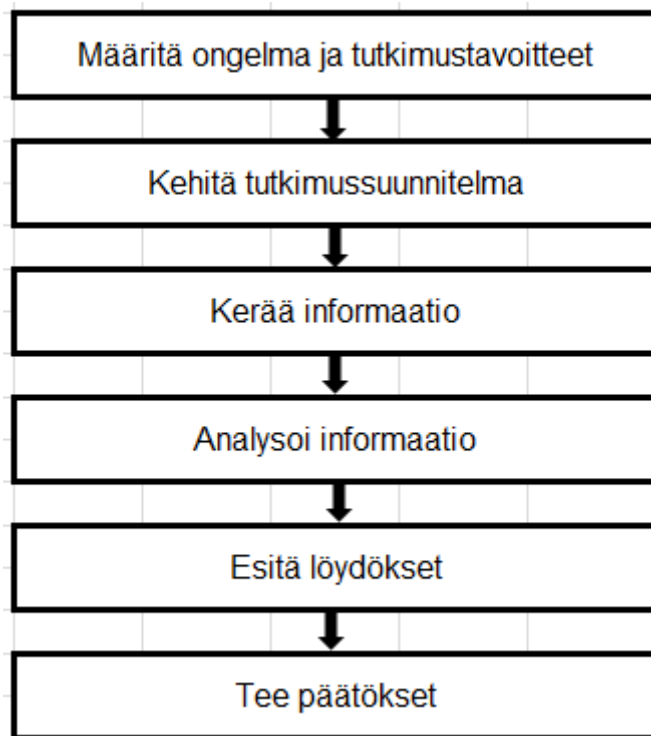 Määritä ongelma ja tutkimustavoitteet
Kehitä tutkimussuunnitelma
Kerää informaatio
Analysoi informaatio
Esitä löydökset
Tee päätökset